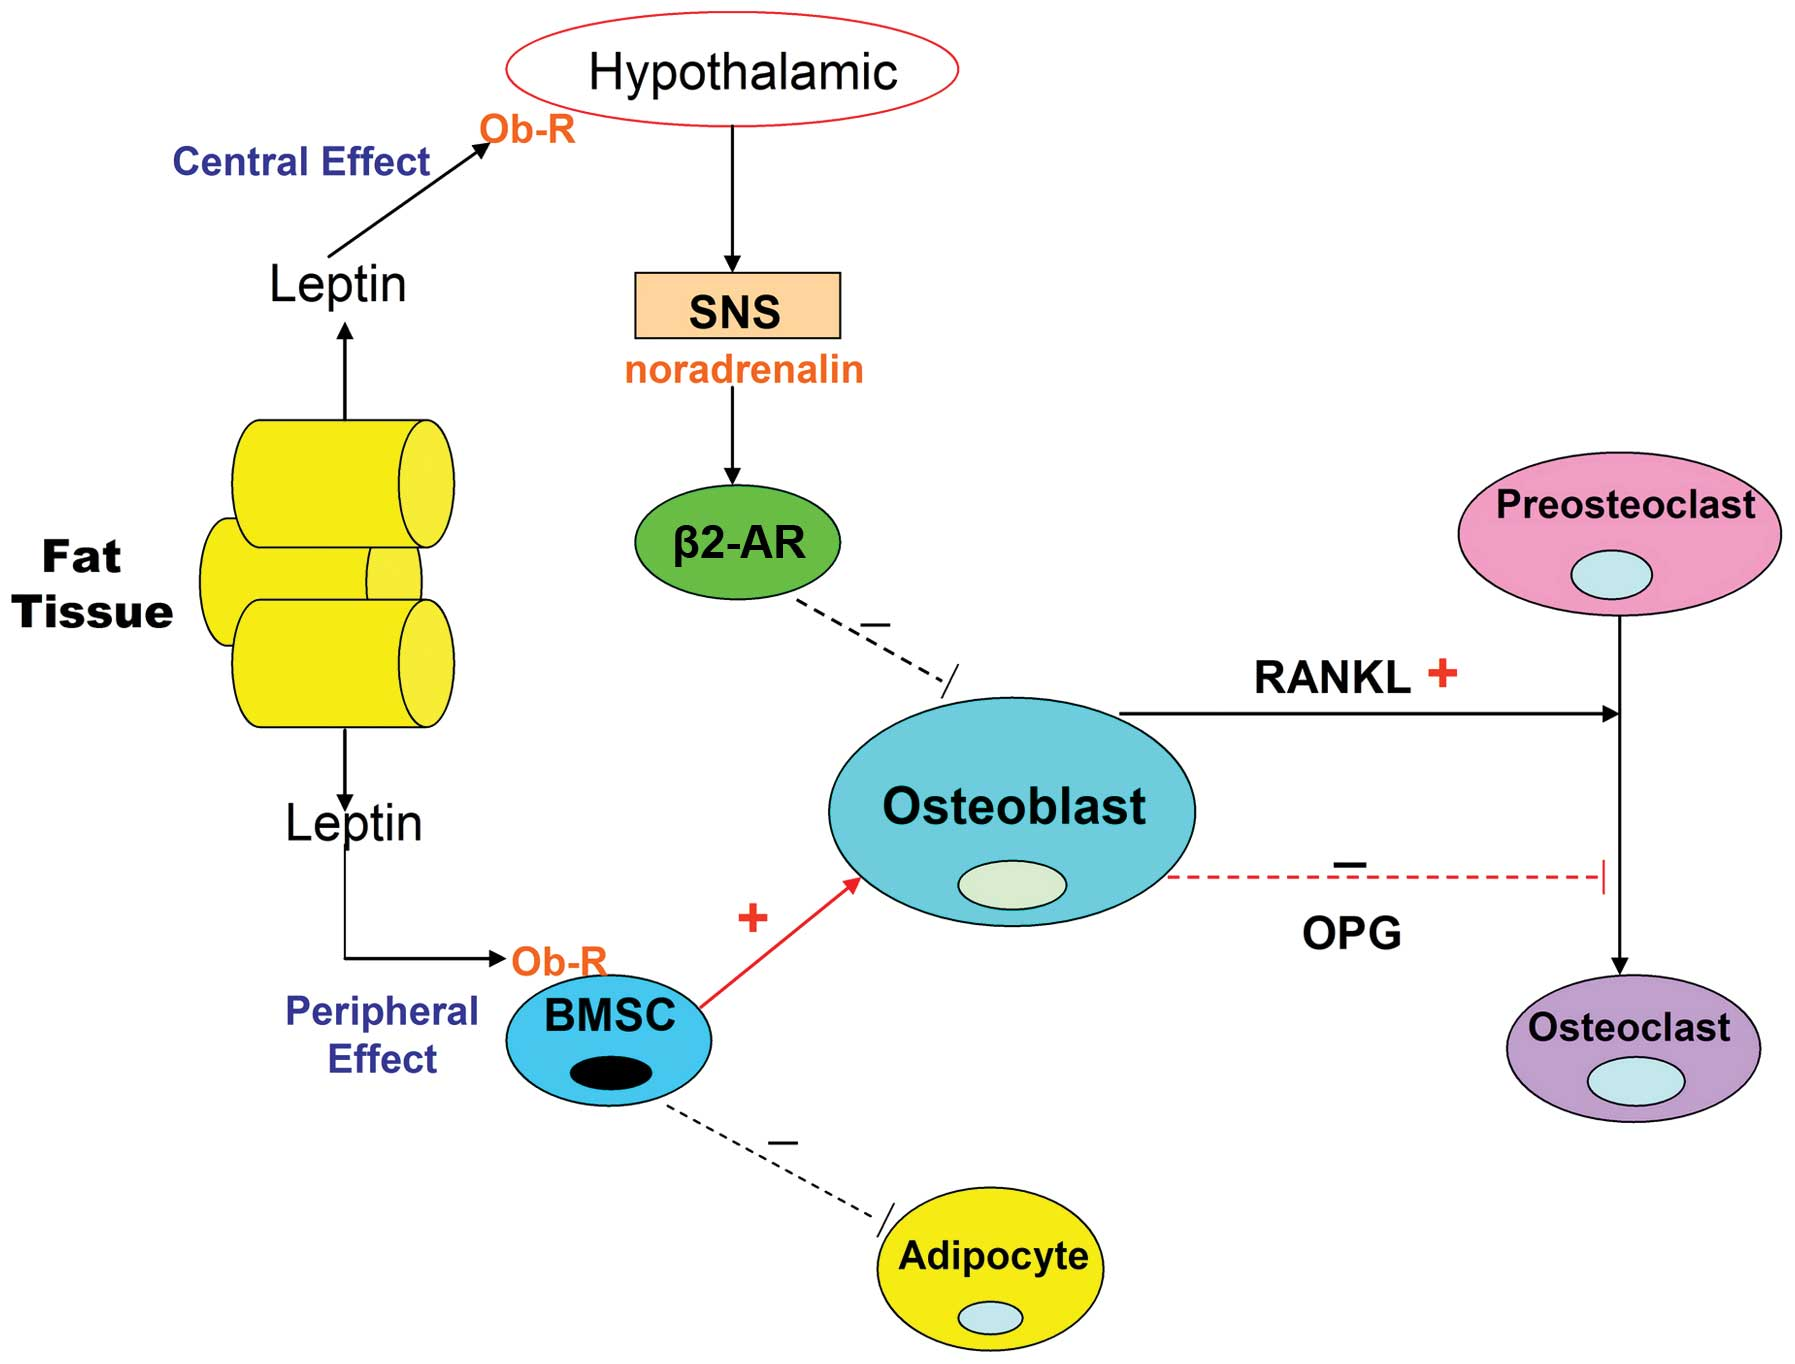 Hypothalamic
Ob-R
Central Effect
Leptin
SNS
noradrenalin
β2-AR
–
Fat
Tissue
Leptin
Ob-R
Peripheral
Effect
BMSC
+
–
Adipocyte
Osteoblast
RANKL +
–
OPG
Preosteoclast
Osteoclast